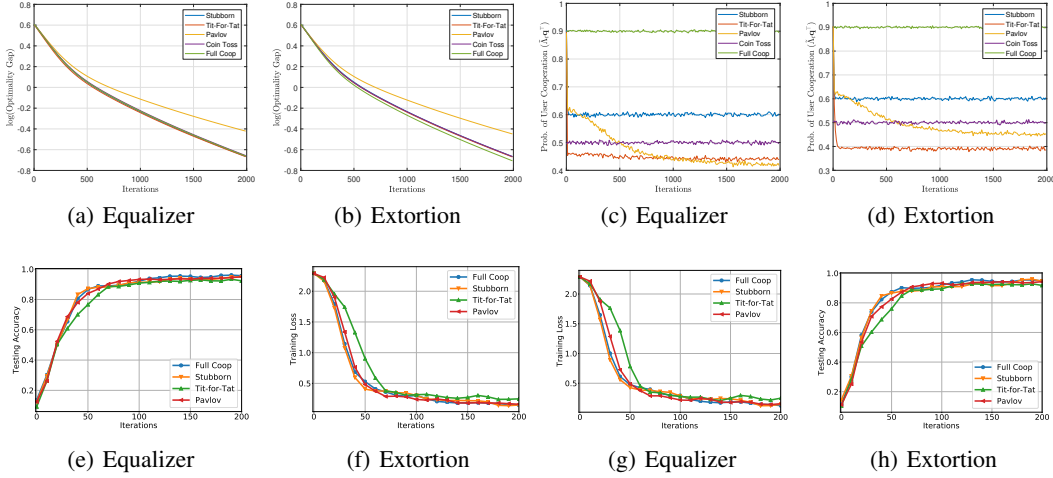 0.8
0.6
0.4
0.2
0
-0.2
-0.4
-0.6
0.8
log(Optimality Gap)
0 500 1000 1500 2000
Iterations
Stubborn
Tit-For-Tat
Pavlov
Coin Toss
Full Coop
(a) Equalizer
0.8
0.6
0.4
0.2
0
-0.2
-0.4
-0.6
0.8
log(Optimality Gap)
0 500 1000 1500 2000
Iterations
Stubborn
Tit-For-Tat
Pavlov
Coin Toss
Full Coop
(b) Extortion
1
0.9
0.8
0.7
0.6
0.5
0.4
Prob. of User Cooperation
0 500 1000 1500 2000
Iterations
Stubborn
Tit-For-Tat
Pavlov
Coin Toss
Full Coop
(c) Equalizer
1
0.9
0.8
0.7
0.6
0.5
0.4
0.3
Prob. of User Cooperation
0 500 1000 1500 2000
Iterations
Stubborn
Tit-For-Tat
Pavlov
Coin Toss
Full Coop
(d) Extortion
1.0
0.8
0.6
0.4
0.2
Testing Accuracy
0 50 100 150 200
Iterations
Full Coop
Stubborn
Tit-for-Tat
Pavlov
(e) Equalizer
2.0
1.5
1.0
0.5
Training Loss
0 50 100 150 200
Iterations
Full Coop
Stubborn
Tit-for-Tat
Pavlov
(f) Extortion
2.0
1.5
1.0
0.5
Training Loss
0 50 100 150 200
Iterations
Full Coop
Stubborn
Tit-for-Tat
Pavlov
(g) Equalizer
1.0
0.8
0.6
0.4
0.2
Testing Accuracy
0 50 100 150 200
Iterations
Full Coop
Stubborn
Tit-for-Tat
Pavlov
(h) Extortion